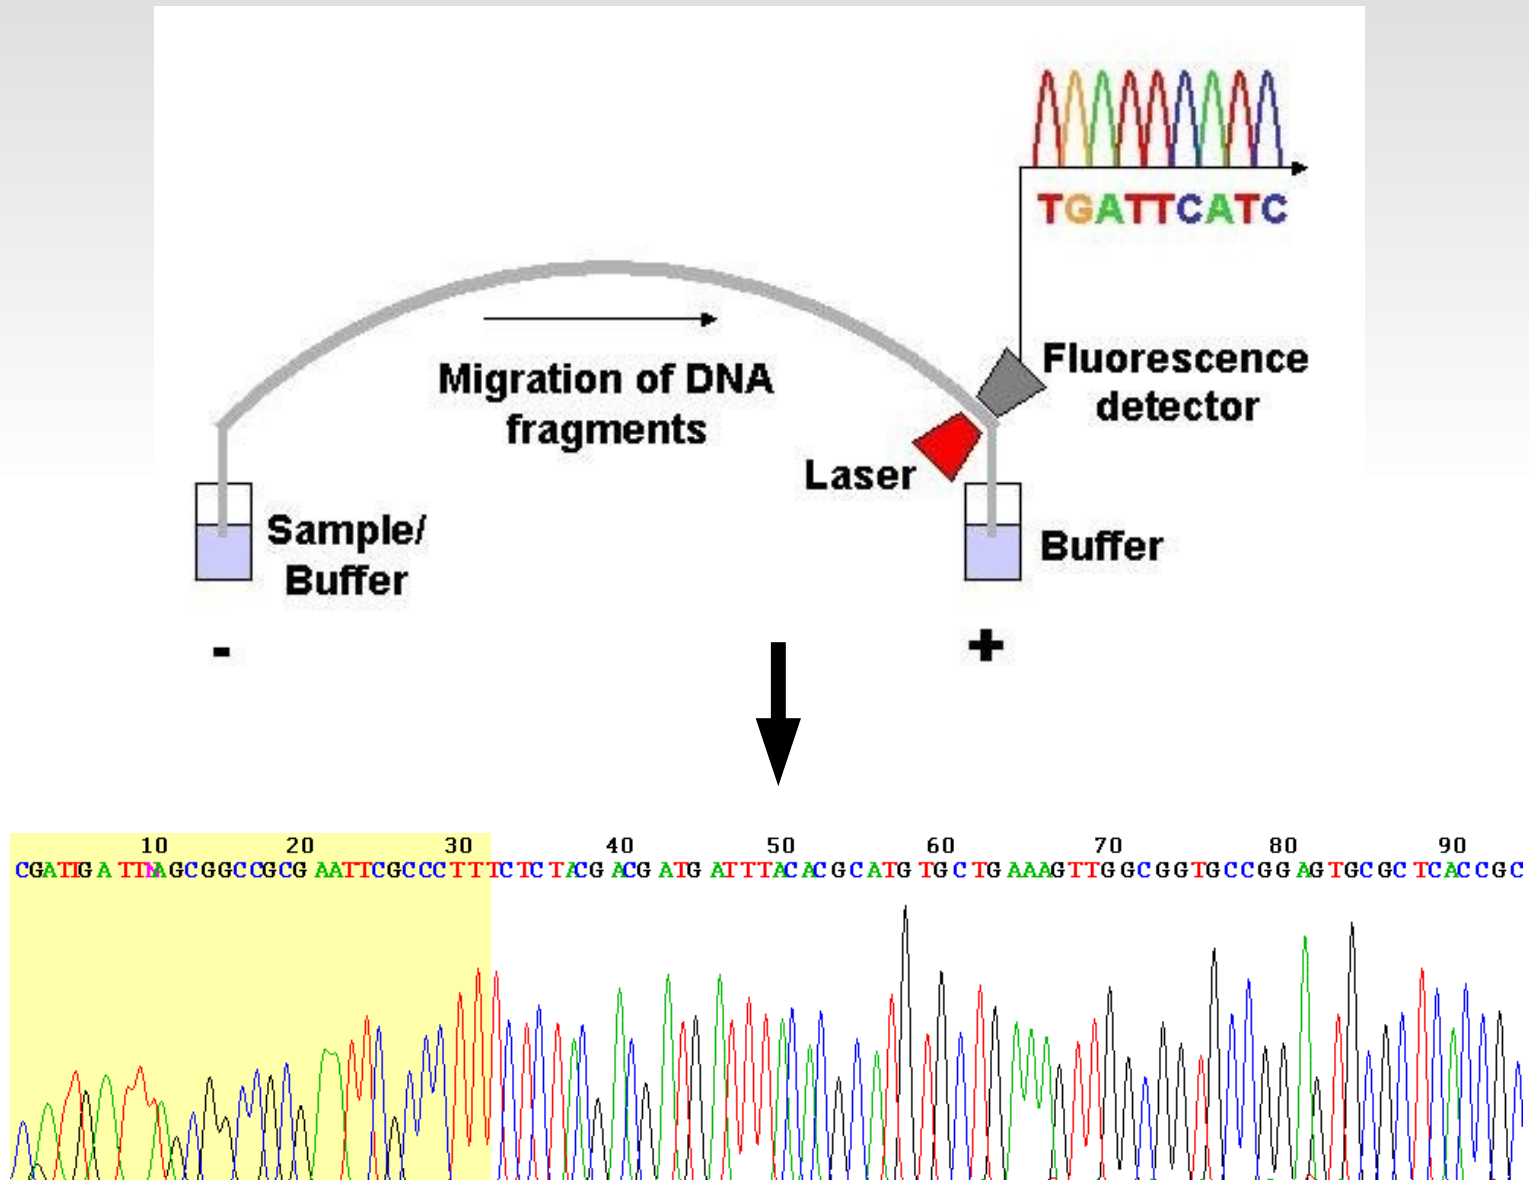 TGATTCATC
Migration of DNA
fragments
Fluorescence
detector
Laser
Sample/
Buffer
Buffer
- +
10 20 30 40 50 60 70 80 90
CGATTGATTNAGCGGCCGCGAATTCGCCCTTTCTCTACGACGATGATTTACACGCATGTGCTGAAAGTTGGCGGTGCCGGAGTGCGCTCACCGC